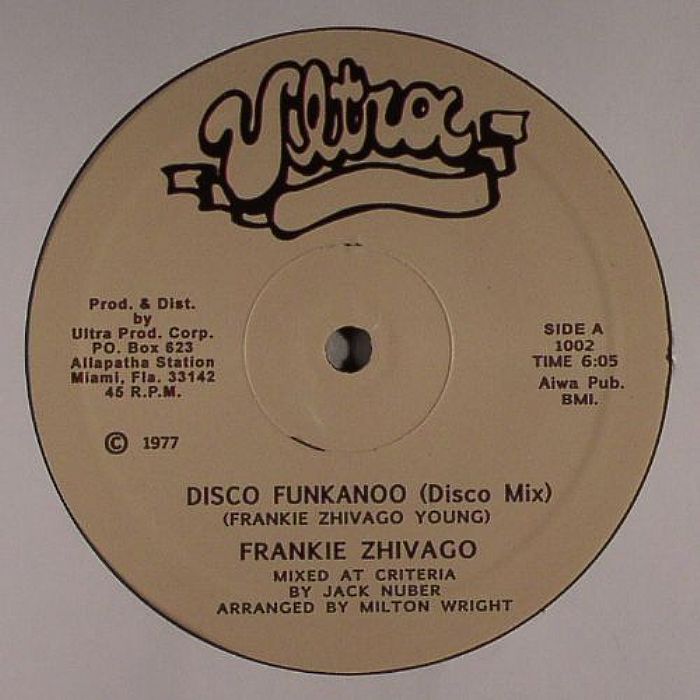 Ultra
Prod. & Dist.
by
Ultra Prod. Corp.
PO. Box 623
Allapatha Station
Miami, Fla. 33142
45 R.P.M.
© 1977
SIDE A
1002
TIME 6:05
Aiwa Pub.
BMI.
DISCO FUNKANOO (Disco Mix)
(FRANKIE ZHIVAGO YOUNG)
FRANKIE ZHIVAGO
MIXED AT CRITERIA
BY JACK NUBER
ARRANGED BY MILTON WRIGHT